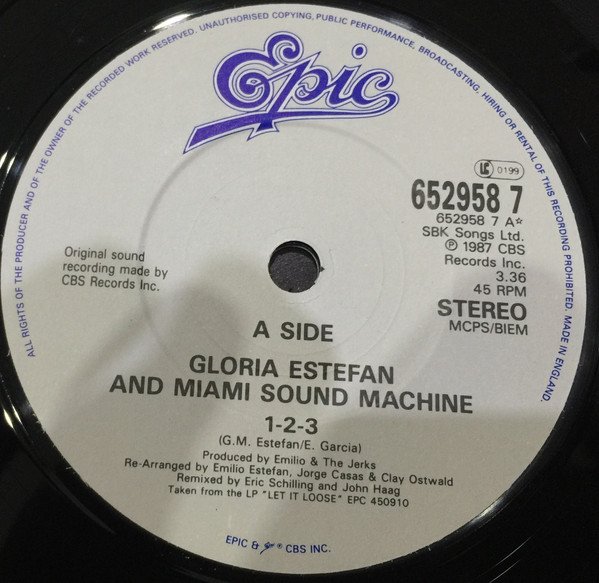 ALL RIGHTS OF THE PRODUCER AND OF THE OWNER OF THE RECORDED WORK RESERVED. UNAUTHORISED COPYING, PUBLIC PERFORMANCE, BROADCASTING, HIRING OR RENTAL OF THIS RECORDING PROHIBITED. MADE IN ENGLAND.
Epic
LC 0199
652958 7
652958 7 A☆
SBK Songs Ltd.
℗ 1987 CBS
Records Inc.
3.36
45 RPM
STEREO
MCPS/BIEM
Original sound
recording made by
CBS Records Inc.
A SIDE
GLORIA ESTEFAN
AND MIAMI SOUND MACHINE
1-2-3
(G.M. Estefan/E. Garcia)
Produced by Emilio & The Jerks
Re-Arranged by Emilio Estefan, Jorge Casas & Clay Ostwald
Remixed by Eric Schilling and John Haag
Taken from the LP "LET IT LOOSE" EPC 450910
EPIC & ® CBS INC.